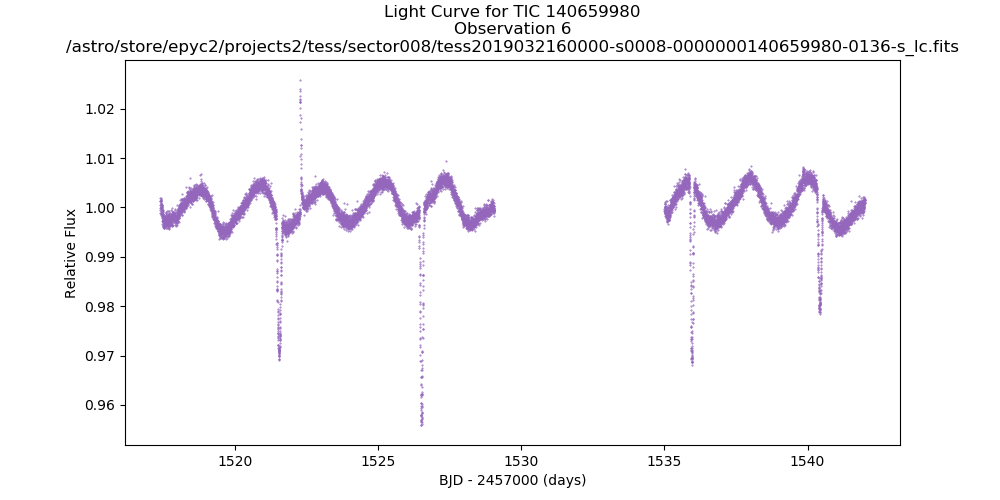 Light Curve for TIC 140659980
Observation 6
/astro/store/epyc2/projects2/tess/sector008/tess2019032160000-s0008-0000000140659980-0136-s_lc.fits
1.02
1.01
1.00
0.99
0.98
0.97
0.96
Relative Flux
1520
1525
1530
1535
1540
BJD - 2457000 (days)